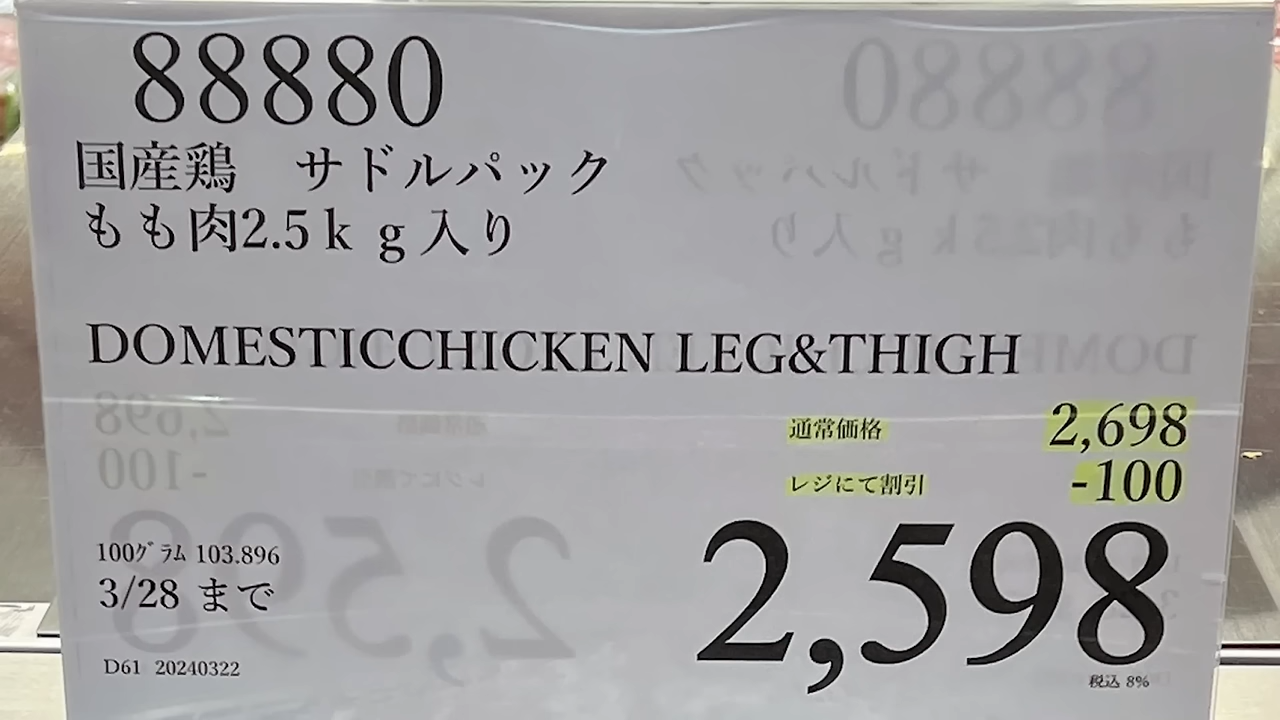 88880
国産鶏　サドルパック
もも肉2.5ｋｇ入り
DOMESTICCHICKEN LEG&THIGH
通常価格 2,698
レジにて割引 -100
2,598
100ｸﾞﾗﾑ 103.896
3/28 まで
D61 20240322
税込 8%